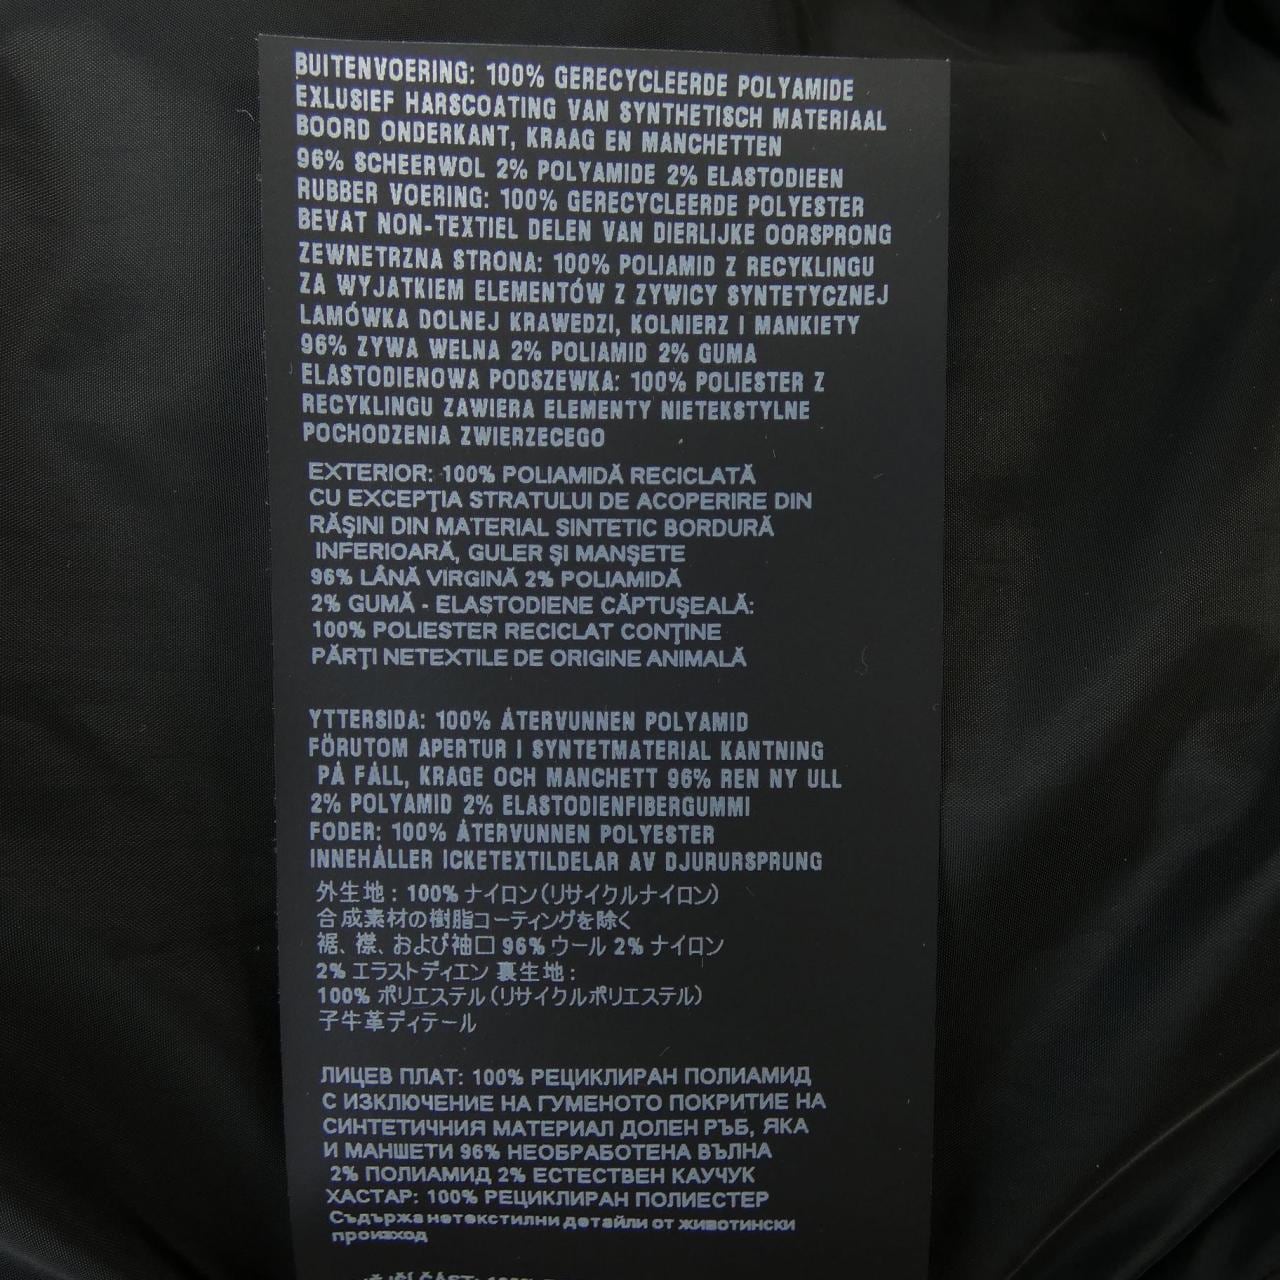 BUITENVOERING: 100% GERECYCLEERDE POLYAMIDE
EXLUSIEF HARSCOATING VAN SYNTHETISCH MATERIAAL
BOORD ONDERKANT, KRAAG EN MANCHETTEN
96% SCHEERWOL 2% POLYAMIDE 2% ELASTODIEEN
RUBBER VOERING: 100% GERECYCLEERDE POLYESTER
BEVAT NON-TEXTIEL DELEN VAN DIERLIJKE OORSPRONG
ZEWNETRZNA STRONA: 100% POLIAMID Z RECYKLINGU
ZA WYJATKIEM ELEMENTÓW Z ZYWICY SYNTETYCZNEJ
LAMÓWKA DOLNEJ KRAWEDZI, KOLNIERZ I MANKIETY
96% ZYWA WELNA 2% POLIAMID 2% GUMA
ELASTODIENOWA PODSZEWKA: 100% POLIESTER Z
RECYKLINGU ZAWIERA ELEMENTY NIETEKSTYLNE
POCHODZENIA ZWIERZECEGO
EXTERIOR: 100% POLIAMIDĂ RECICLATĂ
CU EXCEPŢIA STRATULUI DE ACOPERIRE DIN
RĂŞINI DIN MATERIAL SINTETIC BORDURĂ
INFERIOARĂ, GULER ŞI MANŞETE
96% LÂNĂ VIRGINĂ 2% POLIAMIDĂ
2% GUMĂ - ELASTODIENE CĂPTUŞEALĂ:
100% POLIESTER RECICLAT CONŢINE
PĂRŢI NETEXTILE DE ORIGINE ANIMALĂ
YTTERSIDA: 100% ÅTERVUNNEN POLYAMID
FÖRUTOM APERTUR I SYNTETMATERIAL KANTNING
PÅ FÅLL, KRAGE OCH MANCHETT 96% REN NY ULL
2% POLYAMID 2% ELASTODIENFIBERGUMMI
FODER: 100% ÅTERVUNNEN POLYESTER
INNEHÅLLER ICKETEXTILDELAR AV DJURURSPRUNG
外生地：100% ナイロン（リサイクルナイロン）
合成素材の樹脂コーティングを除く
裾、襟、および袖口 96% ウール 2% ナイロン
2% エラストディエン 裏生地：
100% ポリエステル（リサイクルポリエステル）
子牛革ディテール
ЛИЦЕВ ПЛАТ: 100% РЕЦИКЛИРАН ПОЛИАМИД
С ИЗКЛЮЧЕНИЕ НА ГУМЕНОТО ПОКРИТИЕ НА
СИНТЕТИЧНИЯ МАТЕРИАЛ ДОЛЕН РЪБ, ЯКА
И МАНШЕТИ 96% НЕОБРАБОТЕНА ВЪЛНА
2% ПОЛИАМИД 2% ЕСТЕСТВЕН КАУЧУК
ХАСТАР: 100% РЕЦИКЛИРАН ПОЛИЕСТЕР
Съдържа нетекстилни детайли от животински
произход